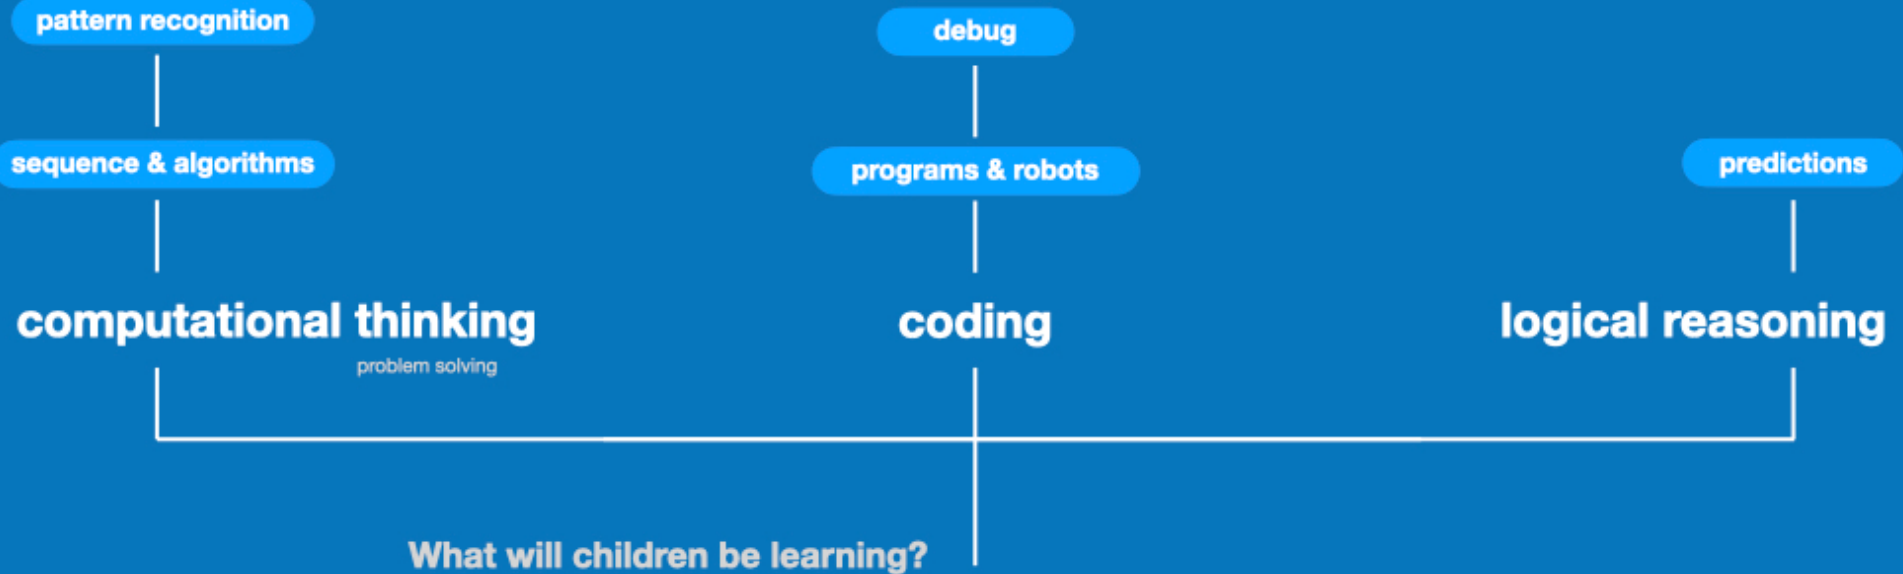 pattern recognition
debug
sequence & algorithms
programs & robots
predictions
computational thinking
coding
logical reasoning
problem solving
What will children be learning?